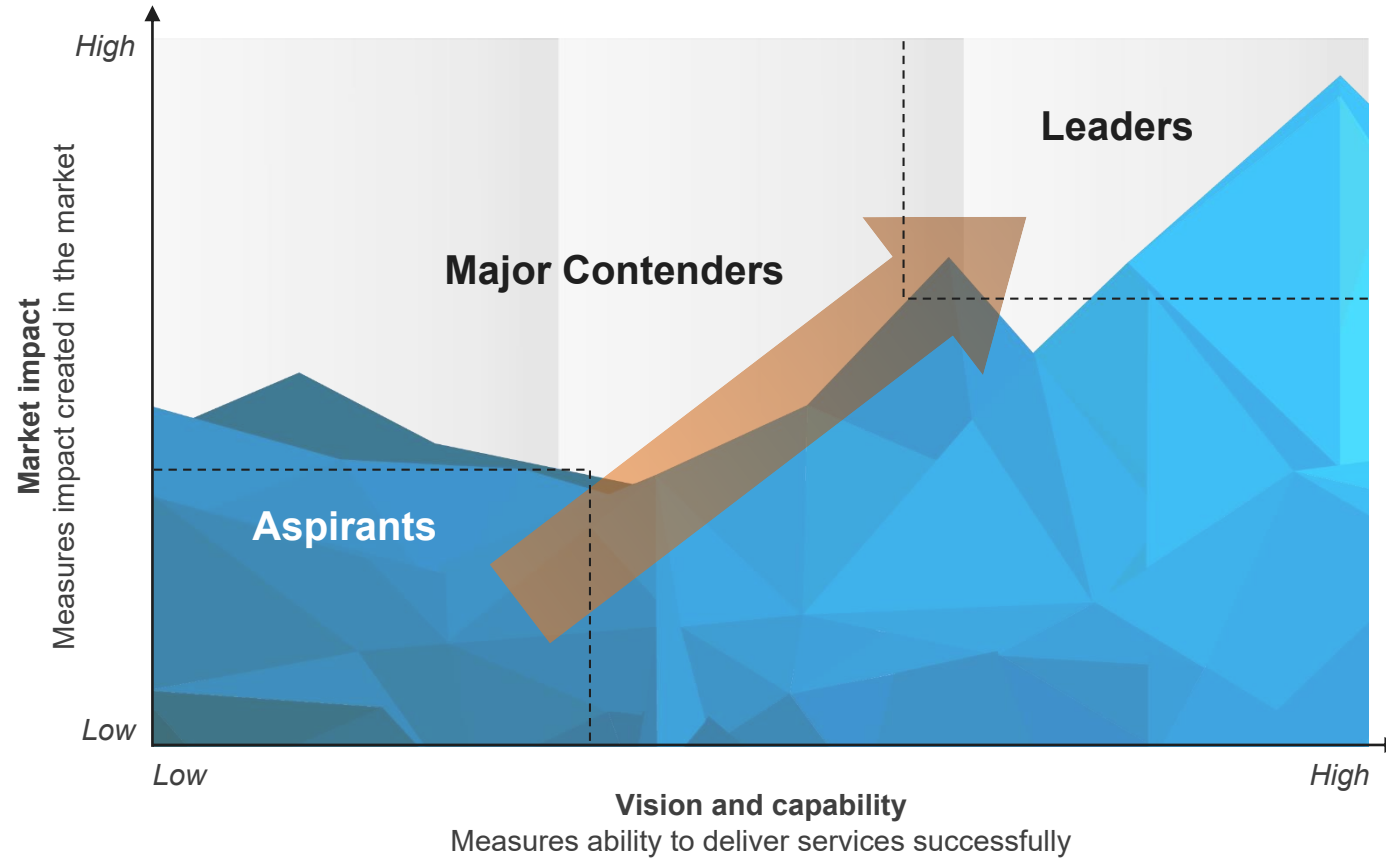 High
Leaders
Major Contenders
Market impact
Measures impact created in the market
Aspirants
Low
Low
High
Vision and capability
Measures ability to deliver services successfully